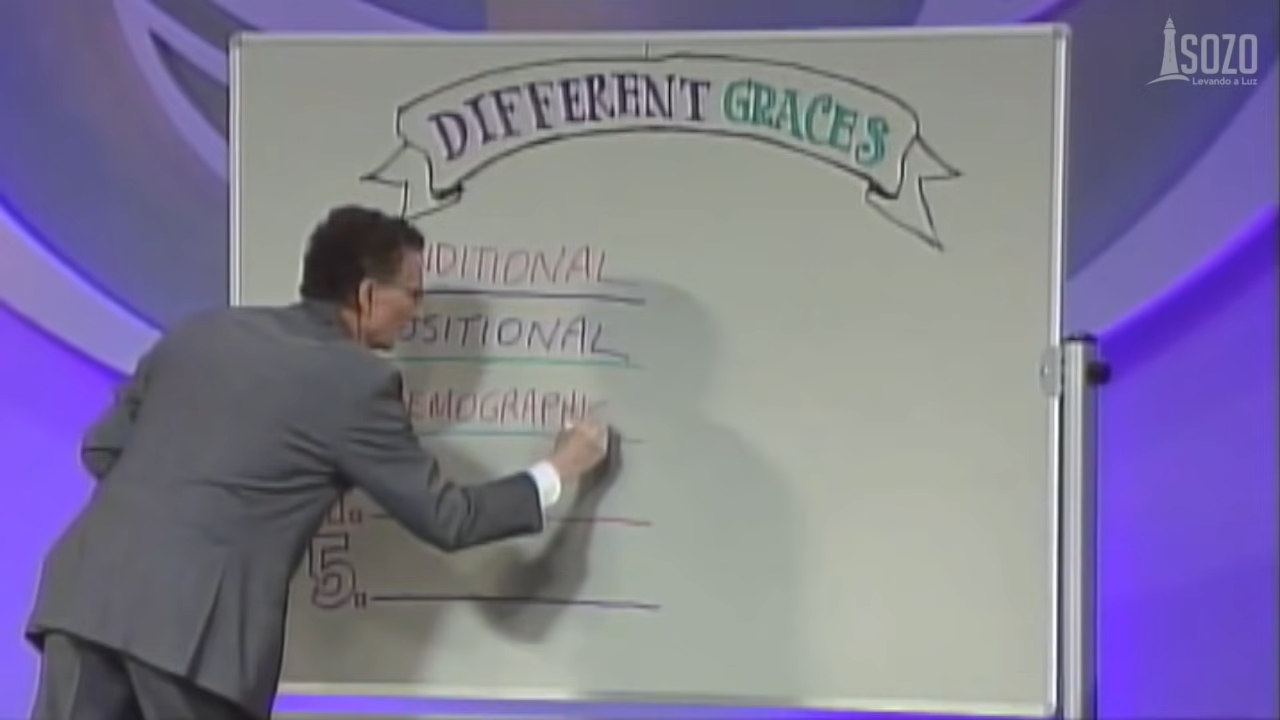 SOZO
Levando a Luz
DIFFERENT GRACES
NDITIONAL
OSITIONAL
EMOGRAPHIC
5.